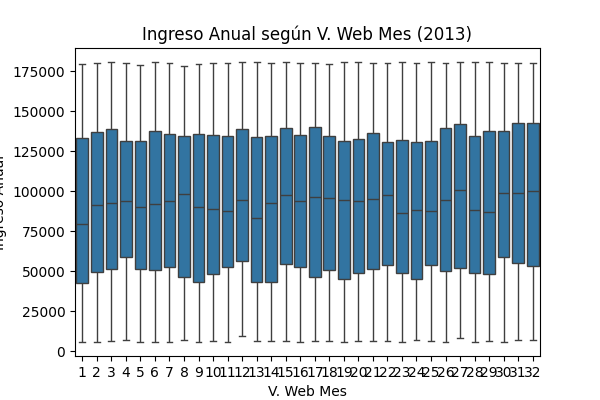 Ingreso Anual según V. Web Mes (2013)
175000
150000
125000
100000
75000
50000
25000
0
Ingreso Anual
1 2 3 4 5 6 7 8 9 10 11 12 13 14 15 16 17 18 19 20 21 22 23 24 25 26 27 28 29 30 31 32
V. Web Mes